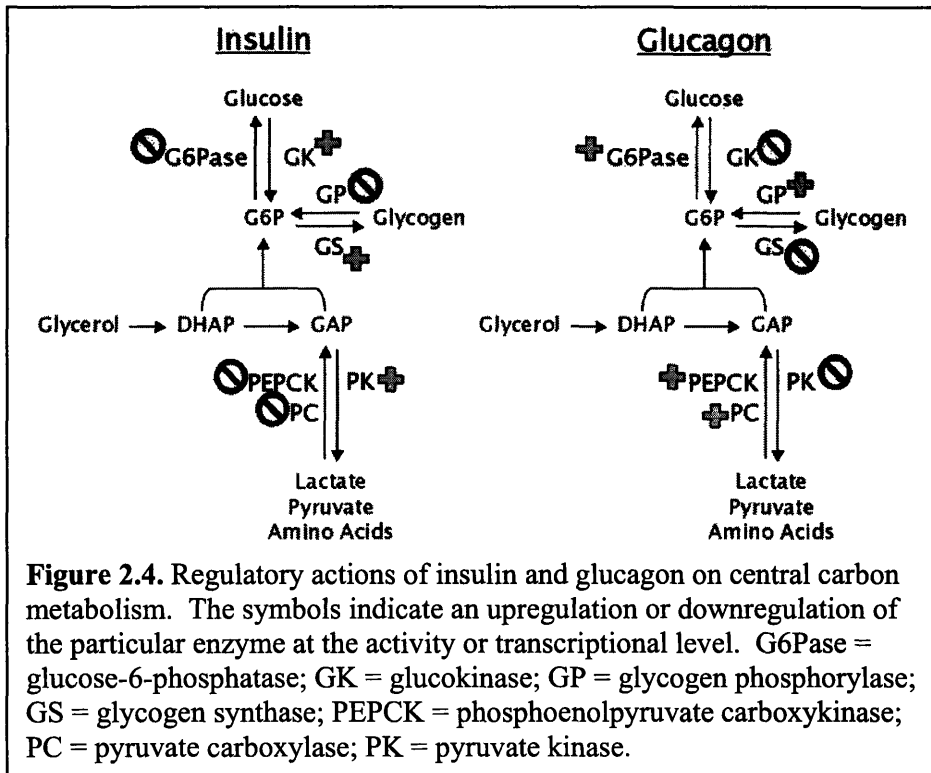 Insulin
Glucagon
Glucose
G6Pase
GK
GP
G6P
Glycogen
GS
Glycerol
DHAP
GAP
PEPCK
PK
PC
Lactate
Pyruvate
Amino Acids
Glucose
G6Pase
GK
GP
G6P
Glycogen
GS
Glycerol
DHAP
GAP
PEPCK
PK
PC
Lactate
Pyruvate
Amino Acids
Figure 2.4. Regulatory actions of insulin and glucagon on central carbon
metabolism. The symbols indicate an upregulation or downregulation of
the particular enzyme at the activity or transcriptional level. G6Pase =
glucose-6-phosphatase; GK = glucokinase; GP = glycogen phosphorylase;
GS = glycogen synthase; PEPCK = phosphoenolpyruvate carboxykinase;
PC = pyruvate carboxylase; PK = pyruvate kinase.